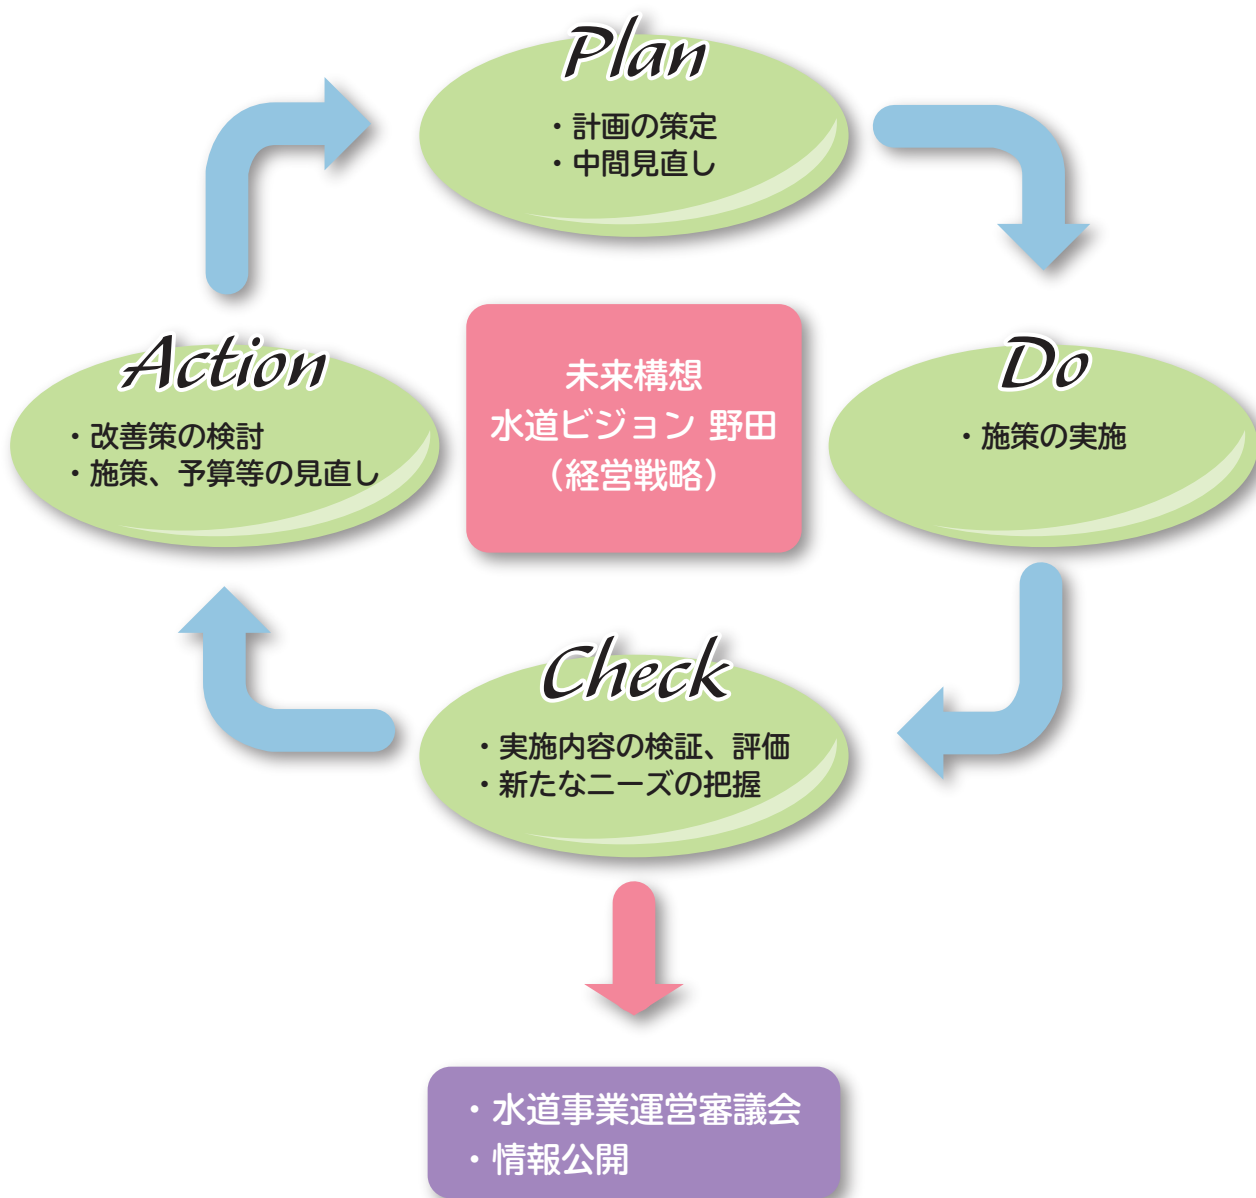 Plan
・計画の策定
・中間見直し
Action
・改善策の検討
・施策、予算等の見直し
未来構想
水道ビジョン 野田
（経営戦略）
Do
・施策の実施
Check
・実施内容の検証、評価
・新たなニーズの把握
・水道事業運営審議会
・情報公開